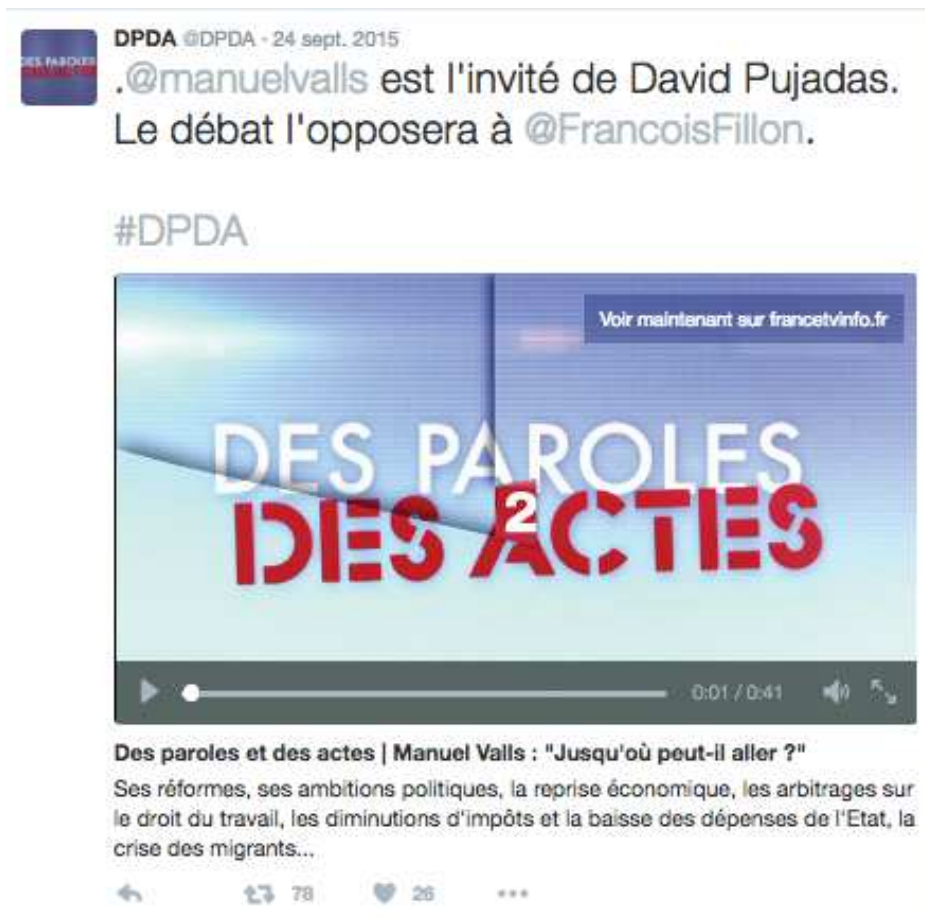 DPDA @DPDA - 24 sept. 2015
.@manuelvalls est l'invité de David Pujadas.
Le débat l'opposera à @FrancoisFillon.
#DPDA
DES PAROLES
Voir maintenant sur francetvinfo.fr
DES PAROLES
2
DES ACTES
0:01 / 0:41
Des paroles et des actes | Manuel Valls : "Jusqu'où peut-il aller ?"
Ses réformes, ses ambitions politiques, la reprise économique, les arbitrages sur
le droit du travail, les diminutions d'impôts et la baisse des dépenses de l'Etat, la
crise des migrants...
78 26